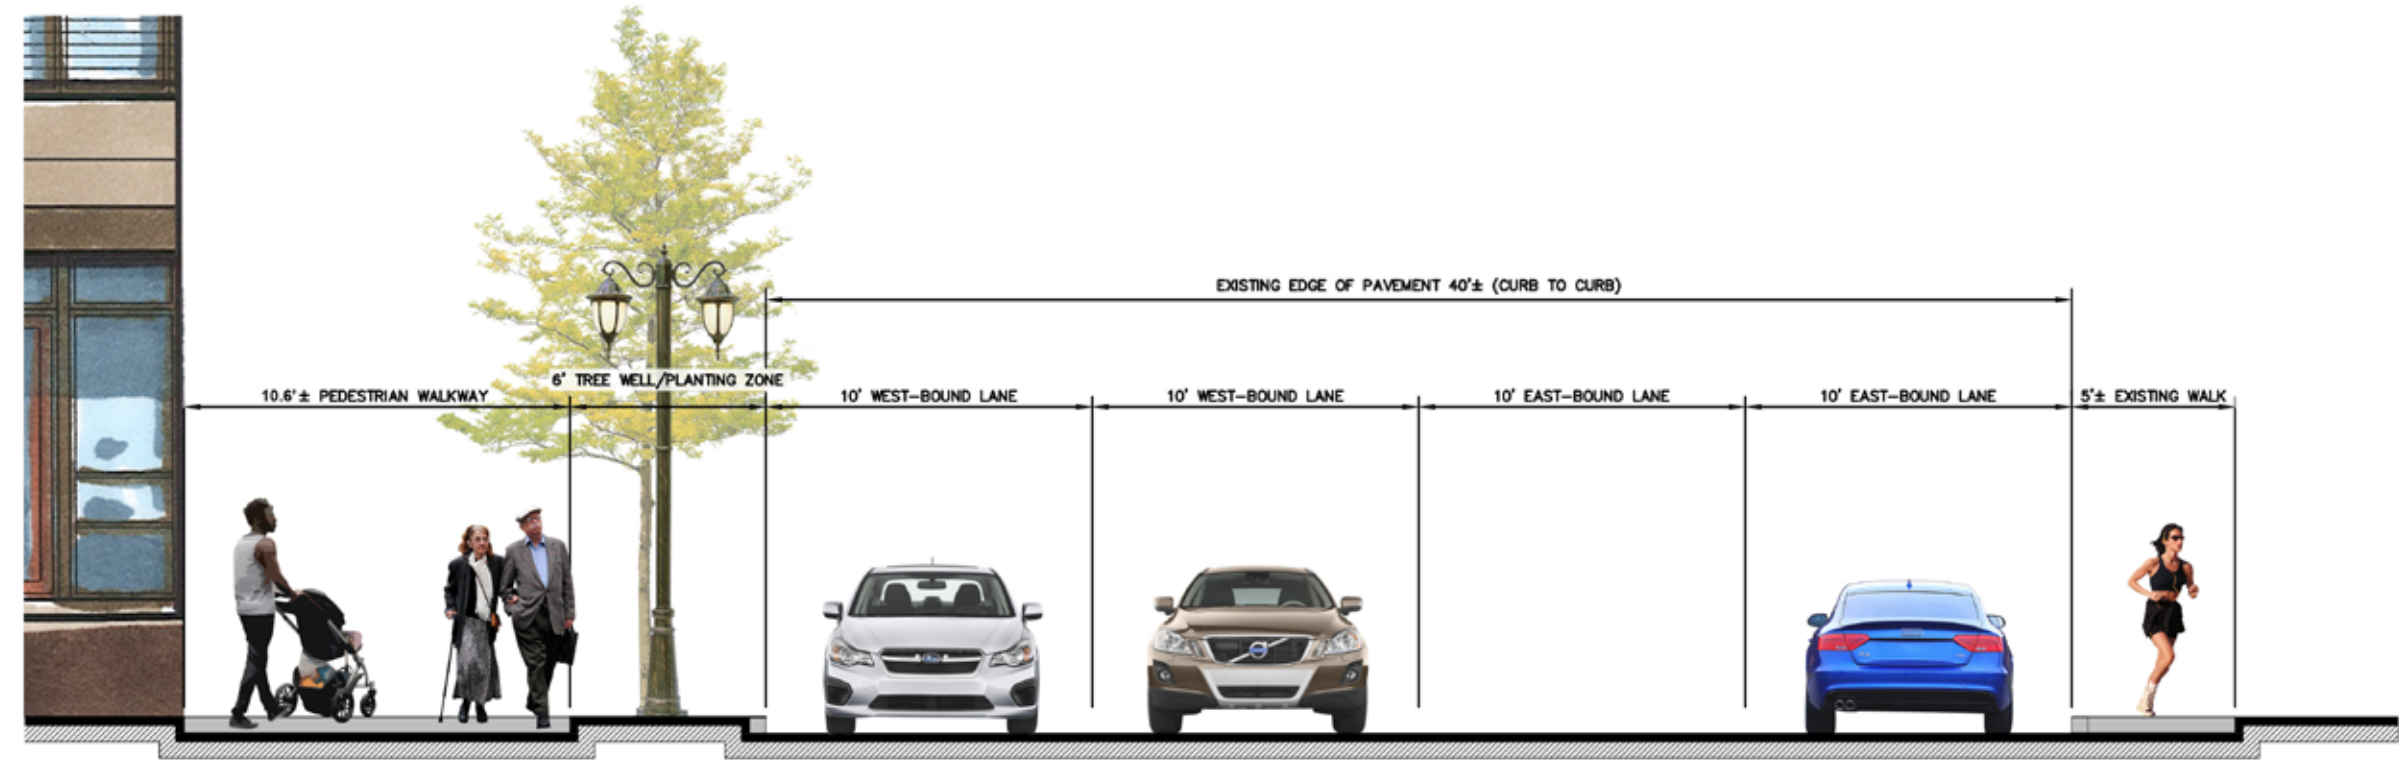 EXISTING EDGE OF PAVEMENT 40'± (CURB TO CURB)
6' TREE WELL/PLANTING ZONE
10.6'± PEDESTRIAN WALKWAY
10' WEST-BOUND LANE
10' WEST-BOUND LANE
10' EAST-BOUND LANE
10' EAST-BOUND LANE
5'± EXISTING WALK